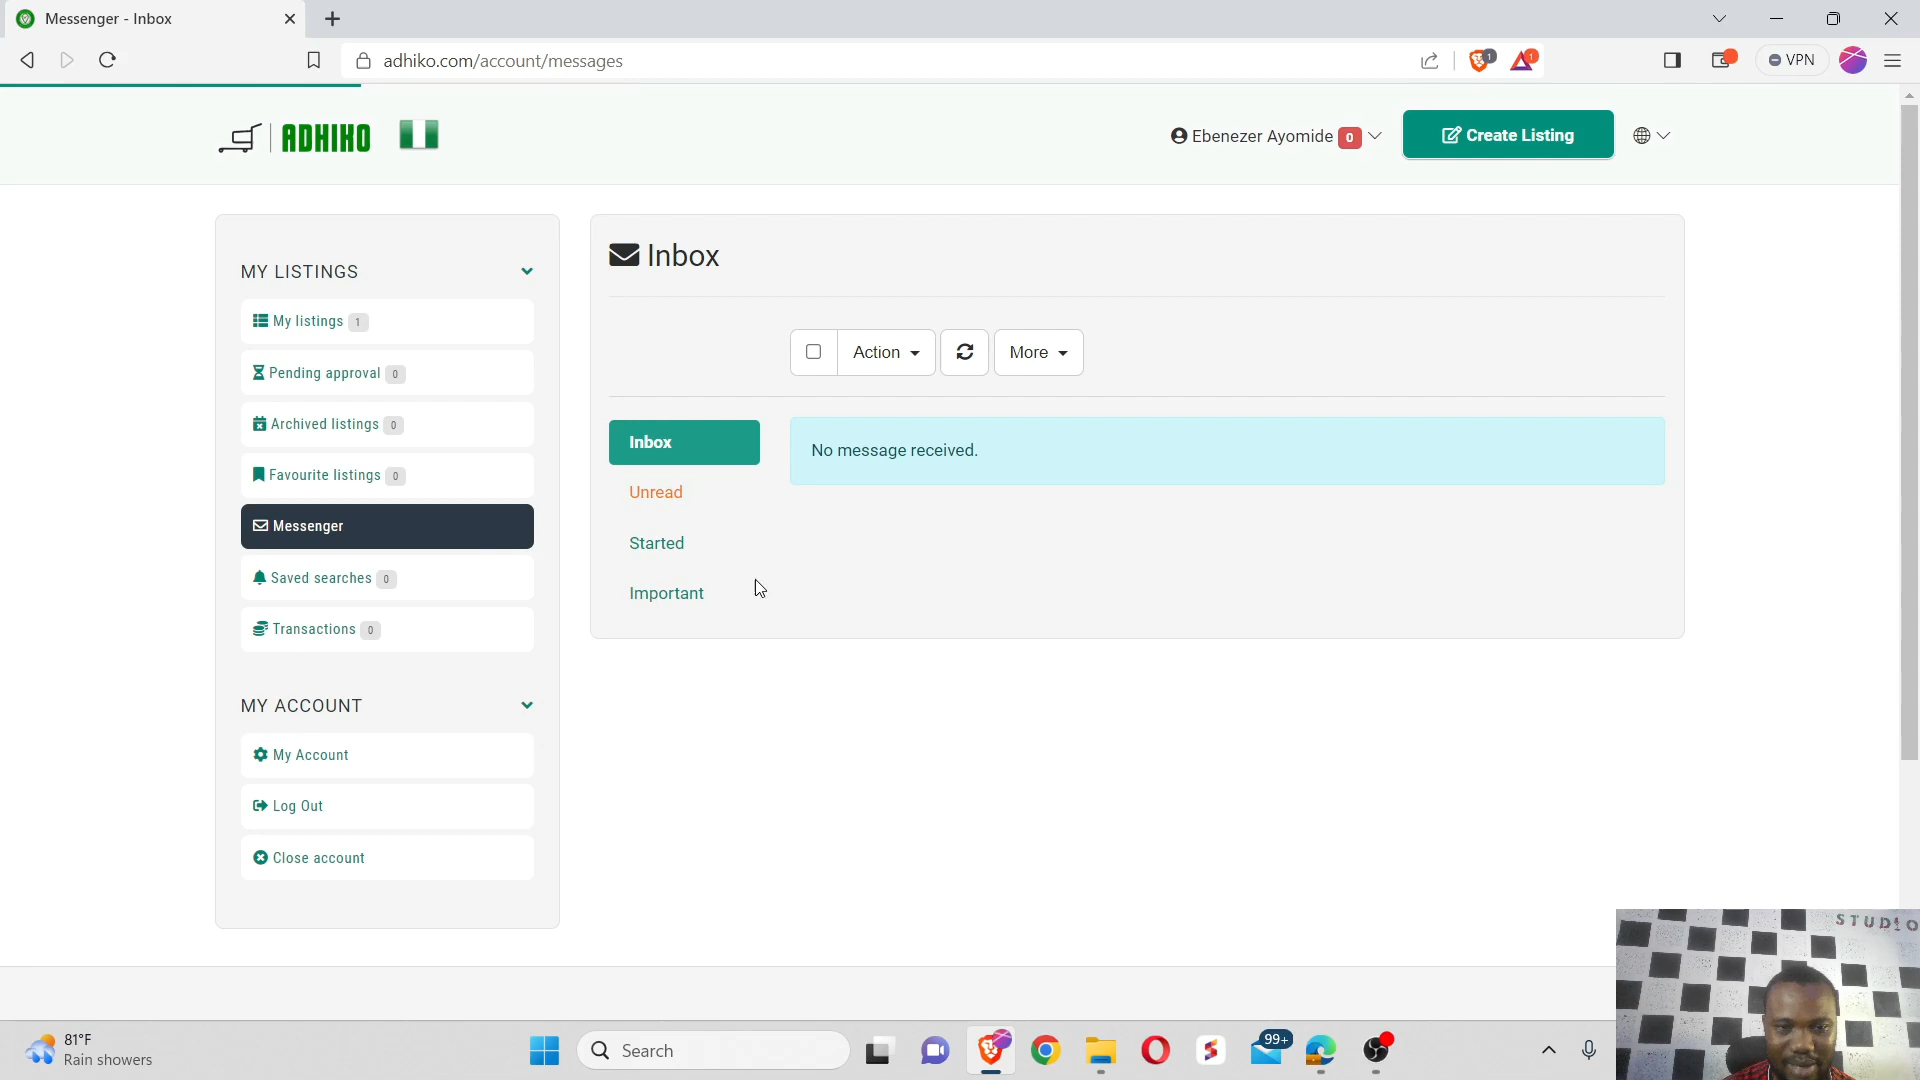 Messenger - Inbox
adhiko.com/account/messages
1
1
VPN
ADHIKO
Ebenezer Ayomide 0
Create Listing
MY LISTINGS
My listings 1
Pending approval 0
Archived listings 0
Favourite listings 0
Messenger
Saved searches 0
Transactions 0
MY ACCOUNT
My Account
Log Out
Close account
Inbox
Action
More
Inbox
Unread
Started
Important
No message received.
STUDIO
81°F
Rain showers
Search
99+